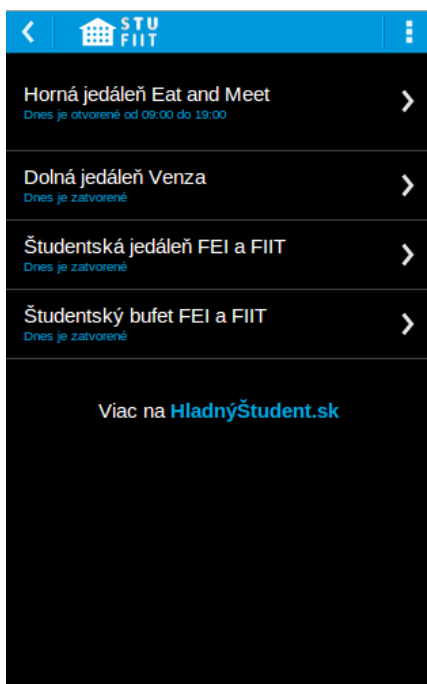 STU
FIIT
Horná jedáleň Eat and Meet
Dnes je otvorené od 09:00 do 19:00
Dolná jedáleň Venza
Dnes je zatvorené
Študentská jedáleň FEI a FIIT
Dnes je zatvorené
Študentský bufet FEI a FIIT
Dnes je zatvorené
Viac na HladnýŠtudent.sk